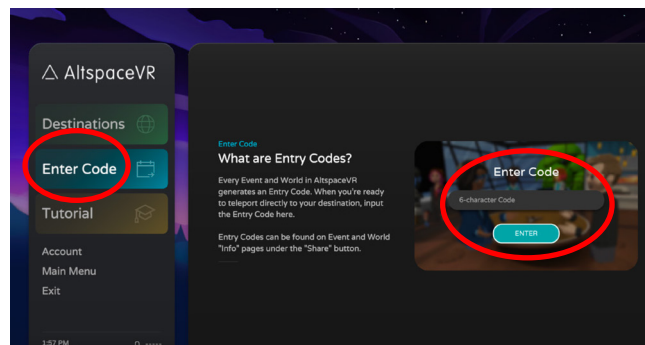 AltspaceVR
Destinations
Enter Code
Tutorial
Account
Main Menu
Exit
1:57 PM
Enter Code
What are Entry Codes?
Every Event and World in AltspaceVR
generates an Entry Code. When you're ready
to teleport directly to your destination, input
the Entry Code here.
Entry Codes can be found on Event and World
"Info" pages under the "Share" button.
Enter Code
6-character Code
ENTER